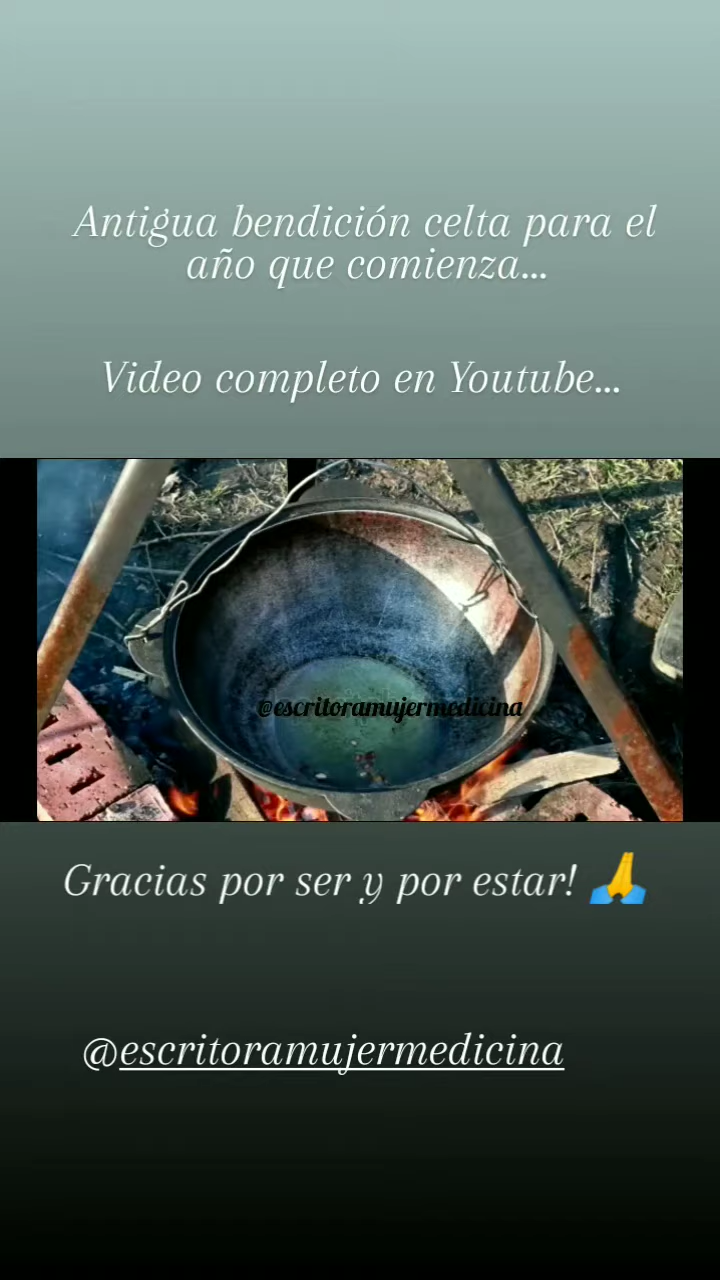 Antigua bendición celta para el
año que comienza...
Video completo en Youtube...
@escritoramujermedicina
Gracias por ser y por estar! 🙏
@escritoramujermedicina